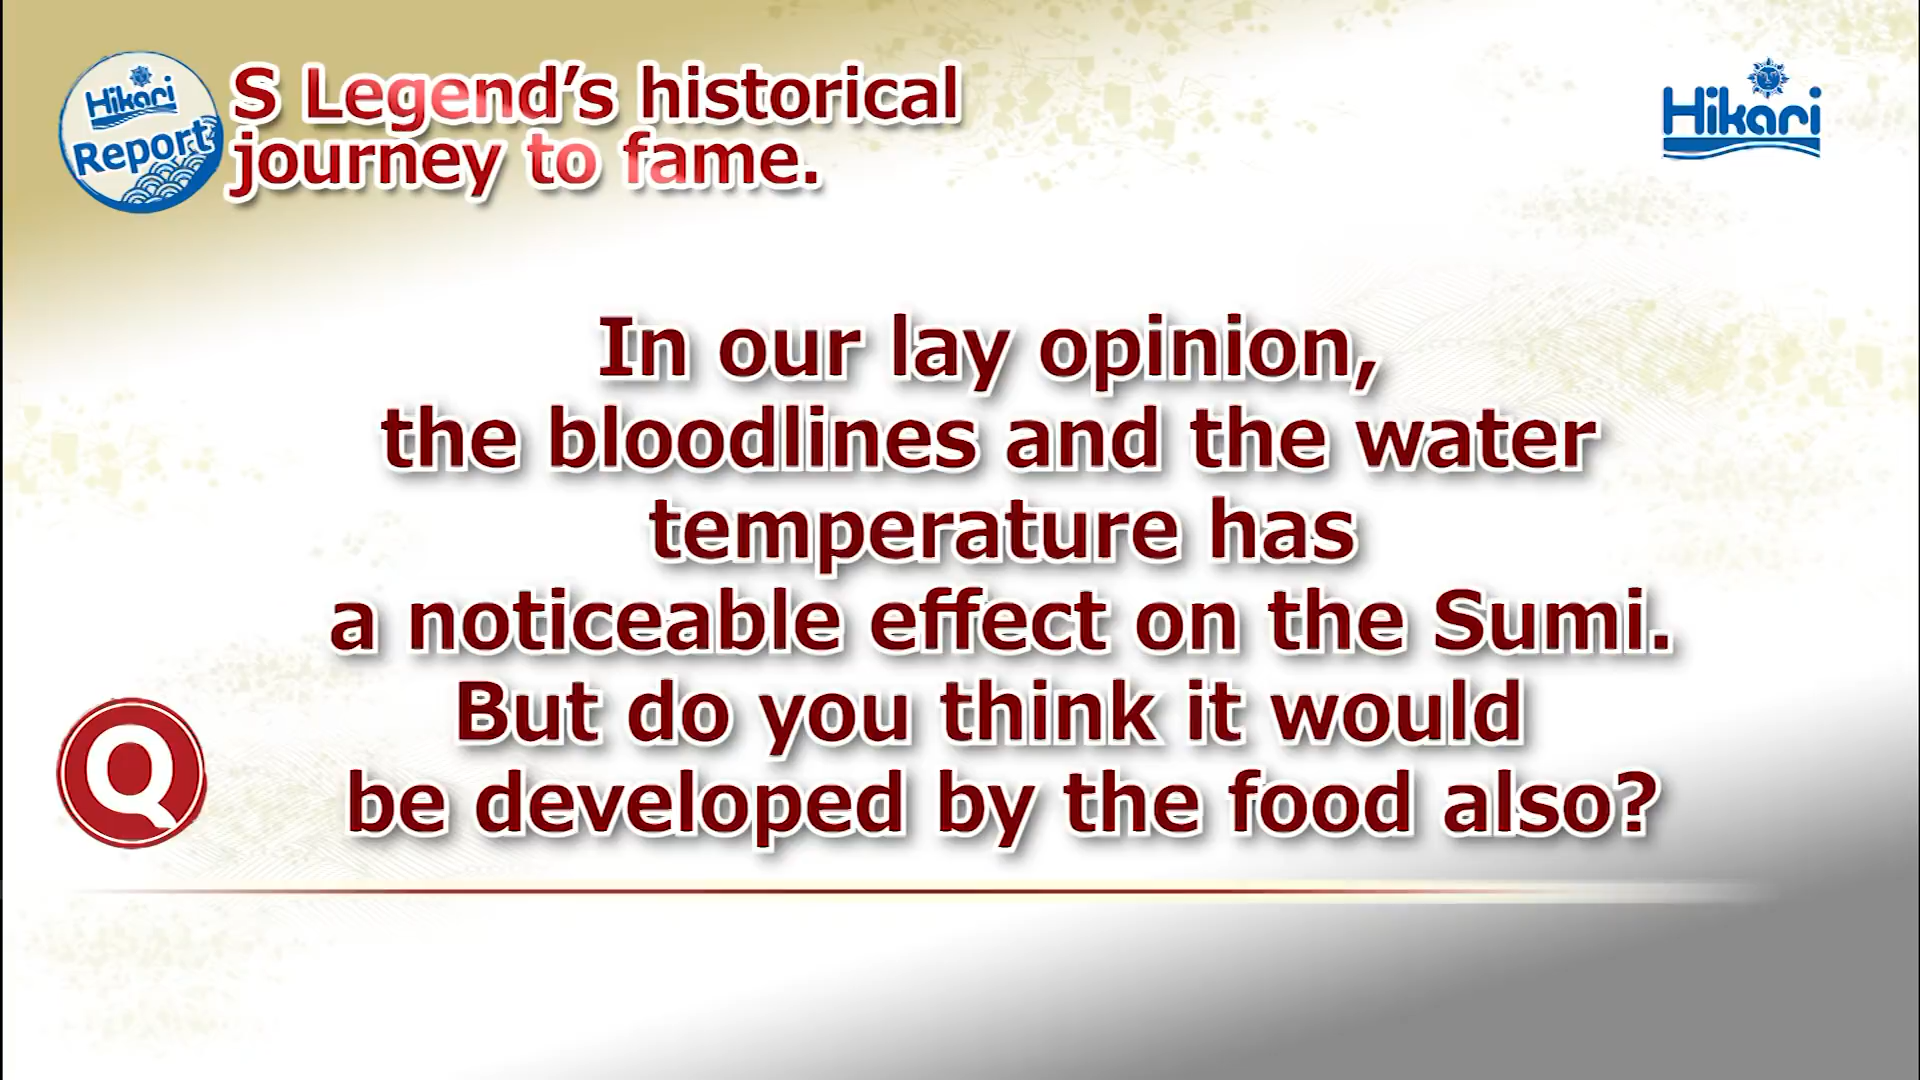 Hikari
Report
S Legend’s historical
journey to fame.
Hikari
In our lay opinion,
the bloodlines and the water
temperature has
a noticeable effect on the Sumi.
But do you think it would
be developed by the food also?
Q